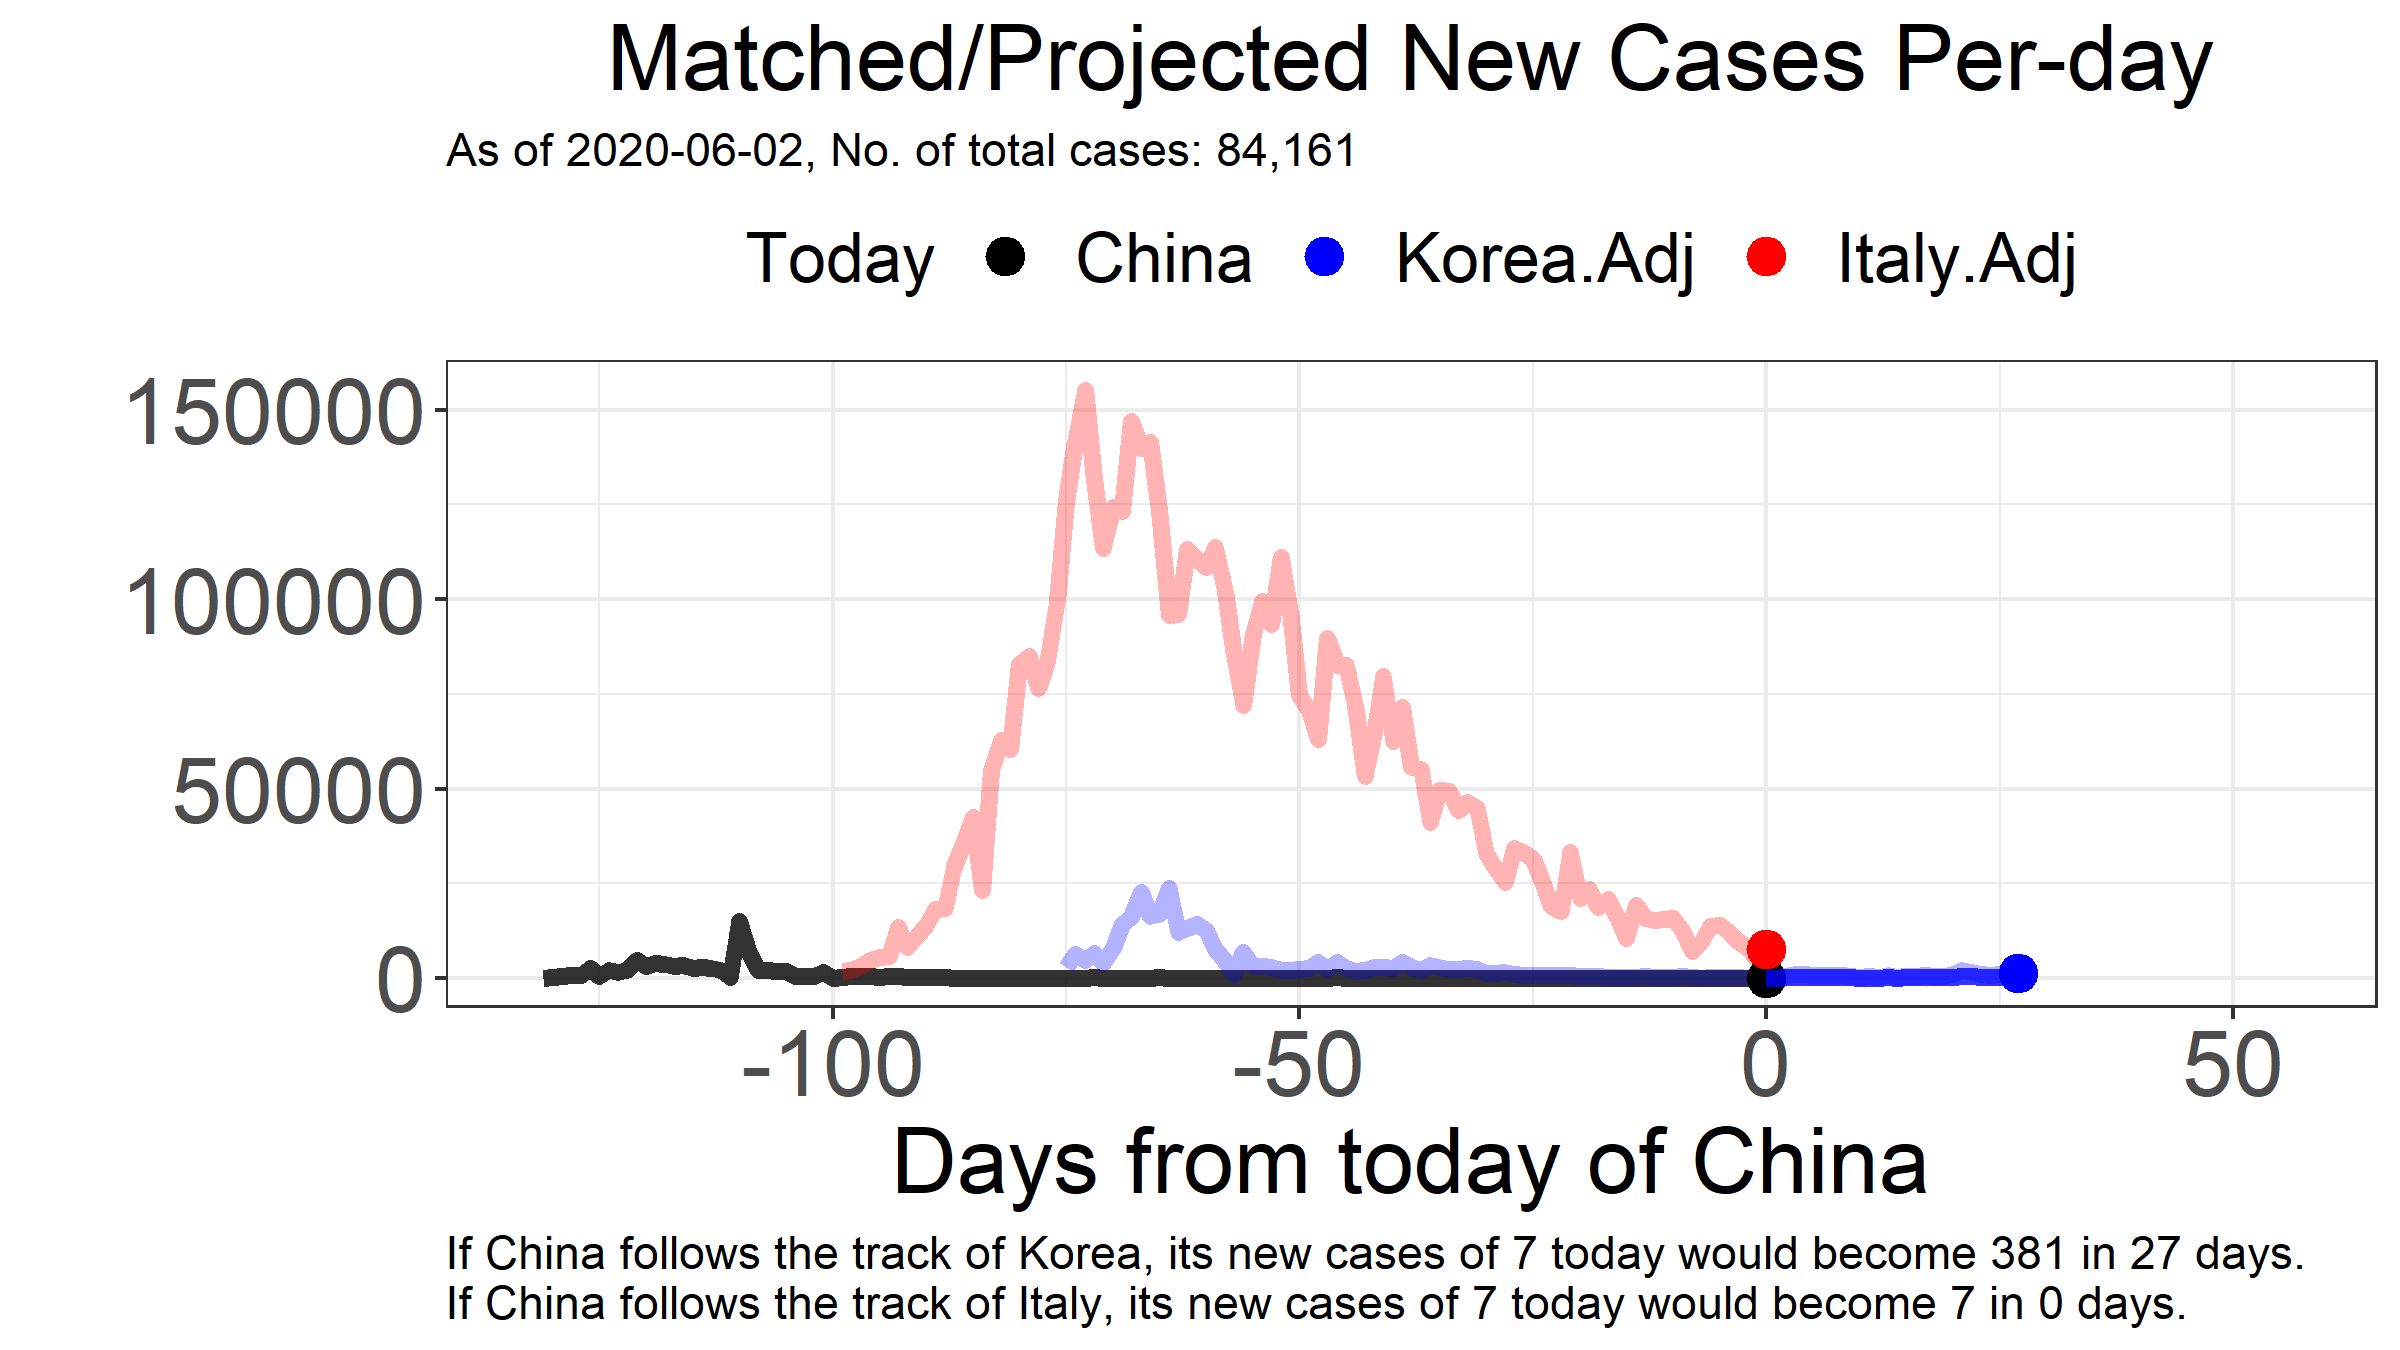 Matched/Projected New Cases Per-day
As of 2020-06-02, No. of total cases: 84,161
Today China Korea.Adj Italy.Adj
150000
100000
50000
0
-100 -50 0 50
Days from today of China
If China follows the track of Korea, its new cases of 7 today would become 381 in 27 days.
If China follows the track of Italy, its new cases of 7 today would become 7 in 0 days.